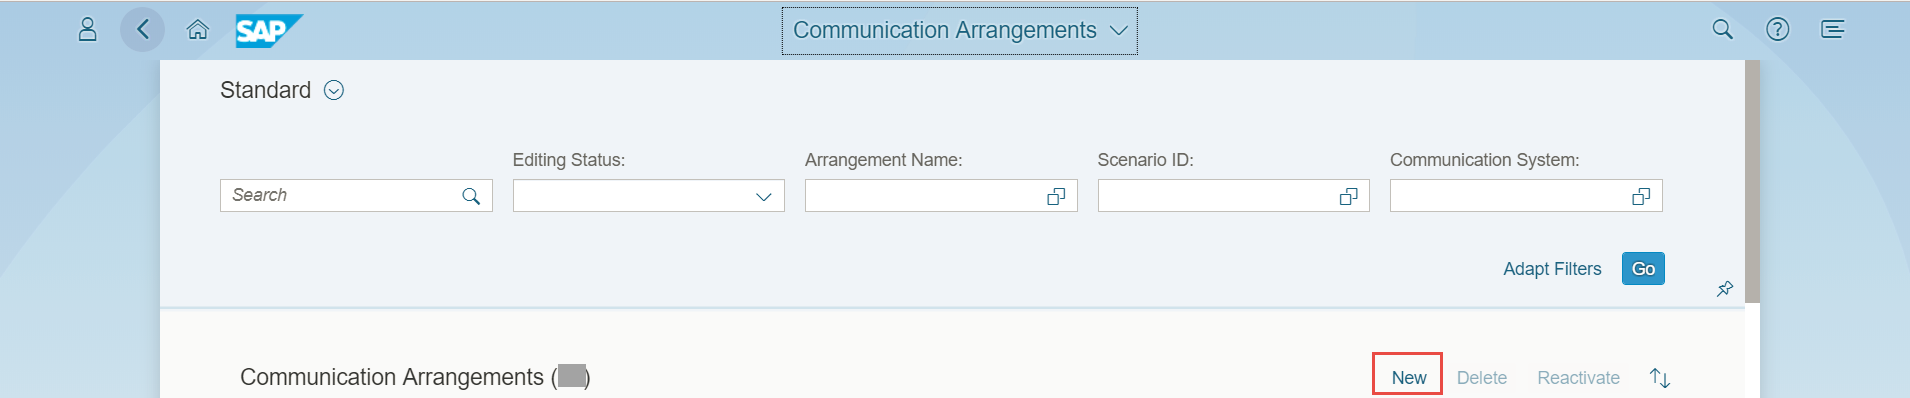 SAP
Communication Arrangements
Standard
Editing Status:
Arrangement Name:
Scenario ID:
Communication System:
Search
Adapt Filters
Go
Communication Arrangements ( )
New
Delete
Reactivate